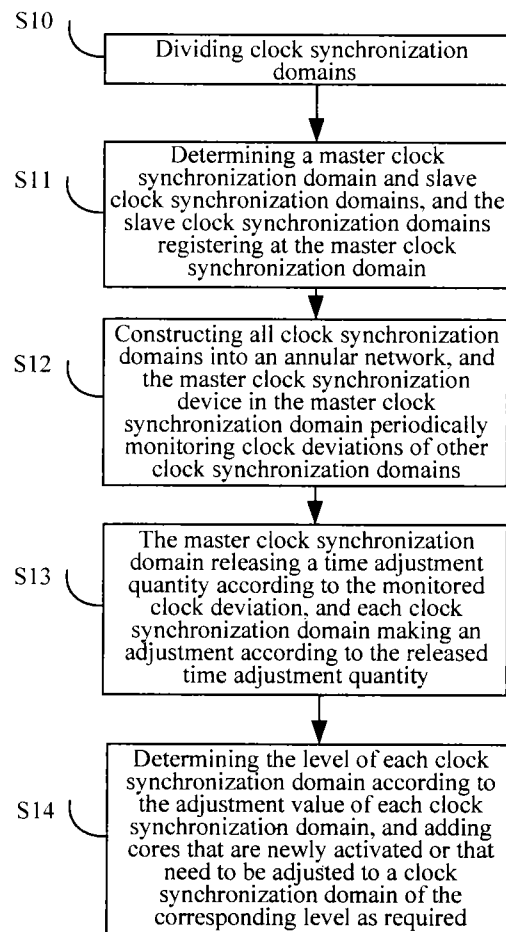 S10
Dividing clock synchronization
domains
S11
Determining a master clock
synchronization domain and slave
clock synchronization domains, and the
slave clock synchronization domains
registering at the master clock
synchronization domain
S12
Constructing all clock synchronization
domains into an annular network, and
the master clock synchronization
device in the master clock
synchronization domain periodically
monitoring clock deviations of other
clock synchronization domains
S13
The master clock synchronization
domain releasing a time adjustment
quantity according to the monitored
clock deviation, and each clock
synchronization domain making an
adjustment according to the released
time adjustment quantity
S14
Determining the level of each clock
synchronization domain according to
the adjustment value of each clock
synchronization domain, and adding
cores that are newly activated or that
need to be adjusted to a clock
synchronization domain of the
corresponding level as required